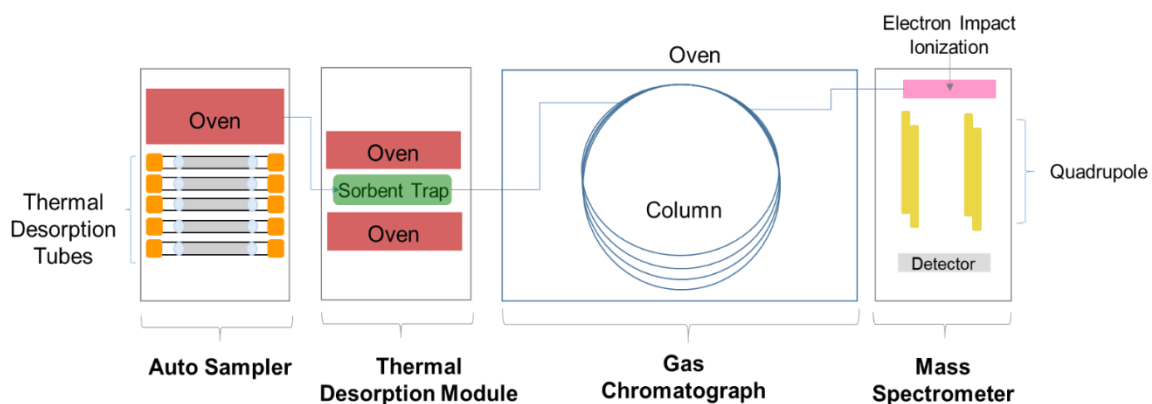 Electron Impact
Ionization
Oven
Oven
Oven
Sorbent Trap
Oven
Thermal
Desorption
Tubes
Column
Quadrupole
Detector
Auto Sampler
Thermal
Desorption Module
Gas
Chromatograph
Mass
Spectrometer